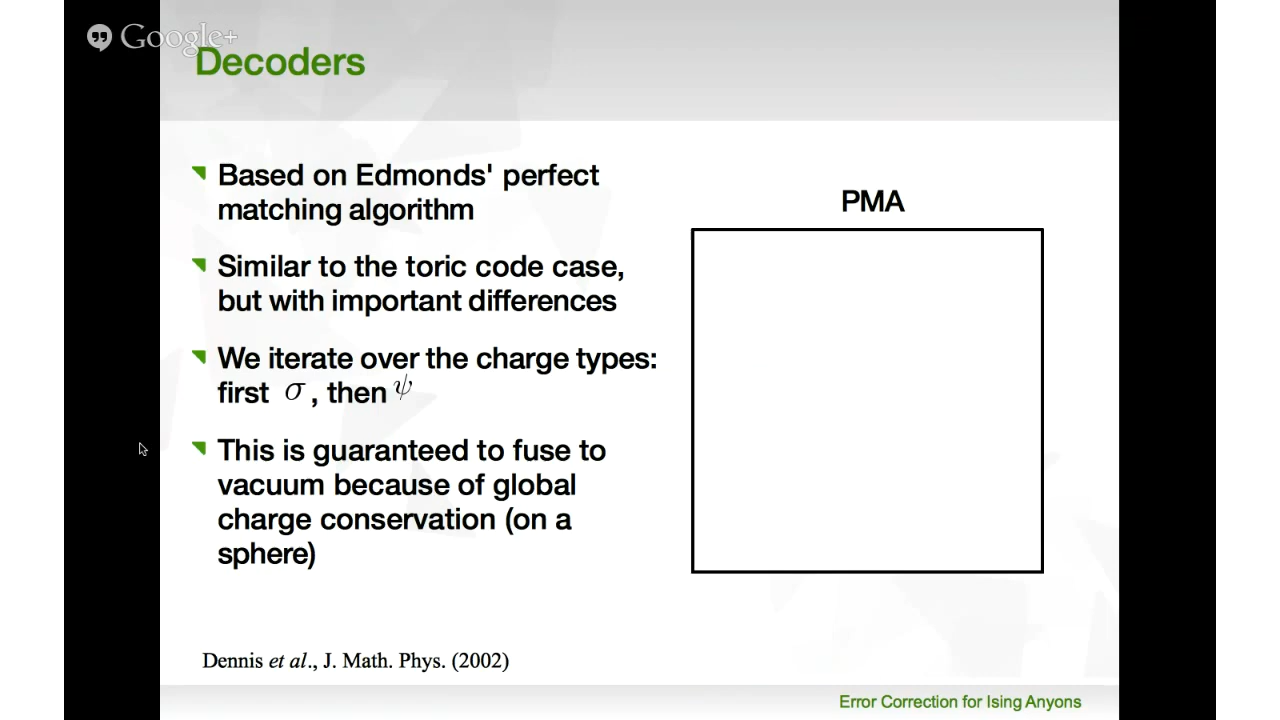 Google+
Decoders
Based on Edmonds' perfect
matching algorithm
Similar to the toric code case,
but with important differences
We iterate over the charge types:
first σ , then ψ
This is guaranteed to fuse to
vacuum because of global
charge conservation (on a
sphere)
PMA
Dennis et al., J. Math. Phys. (2002)
Error Correction for Ising Anyons